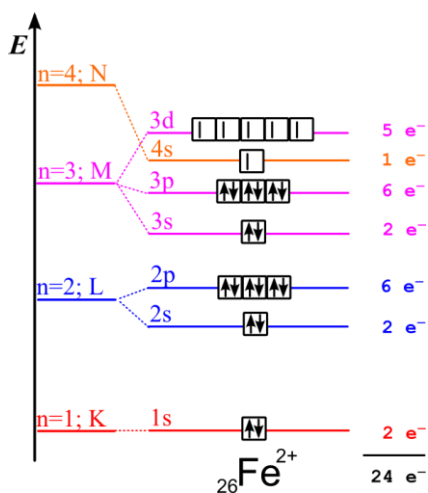 E
n=4; N
3d 5 e⁻
4s 1 e⁻
n=3; M 3p 6 e⁻
3s 2 e⁻
2p 6 e⁻
n=2; L
2s 2 e⁻
n=1; K 1s 2 e⁻
₂₆Fe²⁺ 24 e⁻